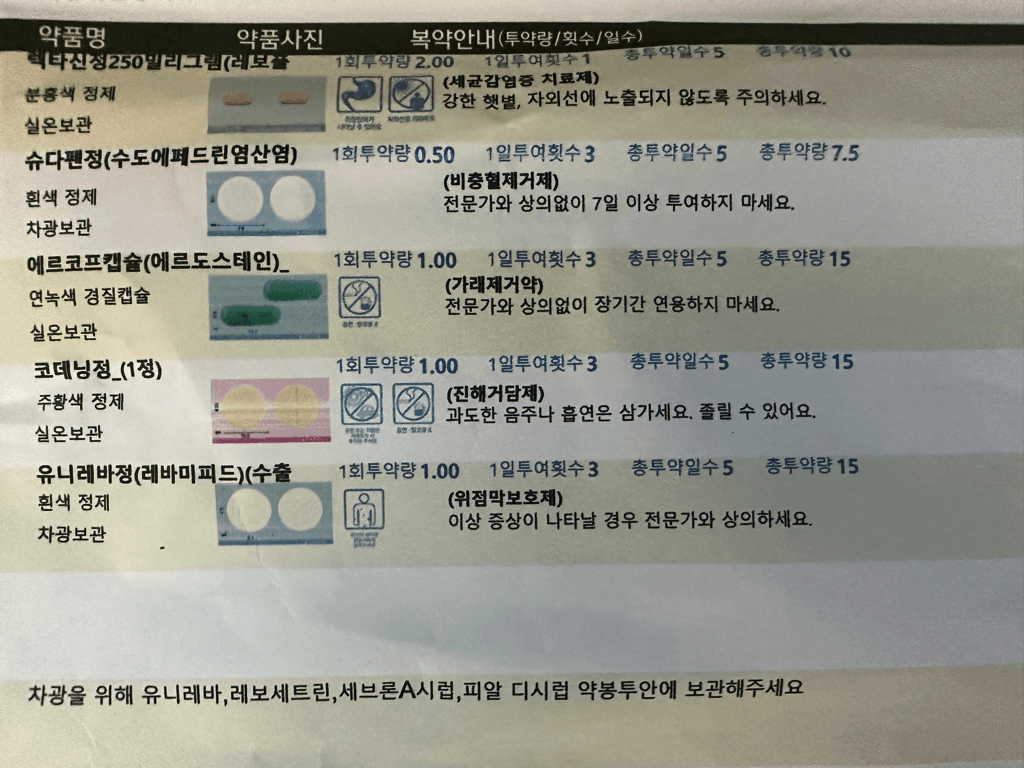 약품명 약품사진 복약안내(투약량/횟수/일수)
렉타신정250밀리그램(레보플 1회투약량 2.00 1일투여횟수 1 총투약일수 5 총투약량 10
분홍색 정제
실온보관
(세균감염증 치료제)
강한 햇볕, 자외선에 노출되지 않도록 주의하세요.
슈다펜정(수도에페드린염산염) 1회투약량 0.50 1일투여횟수 3 총투약일수 5 총투약량 7.5
흰색 정제
차광보관
(비충혈제거제)
전문가와 상의없이 7일 이상 투여하지 마세요.
에르코프캡슐(에르도스테인)_ 1회투약량 1.00 1일투여횟수 3 총투약일수 5 총투약량 15
연녹색 경질캡슐
실온보관
(가래제거약)
전문가와 상의없이 장기간 연용하지 마세요.
코데닝정_(1정) 1회투약량 1.00 1일투여횟수 3 총투약일수 5 총투약량 15
주황색 정제
실온보관
(진해거담제)
과도한 음주나 흡연은 삼가세요. 졸릴 수 있어요.
유니레바정(레바미피드)(수출 1회투약량 1.00 1일투여횟수 3 총투약일수 5 총투약량 15
흰색 정제
차광보관
(위점막보호제)
이상 증상이 나타날 경우 전문가와 상의하세요.
차광을 위해 유니레바,레보세트린,세브론A시럽,피알 디시럽 약봉투안에 보관해주세요